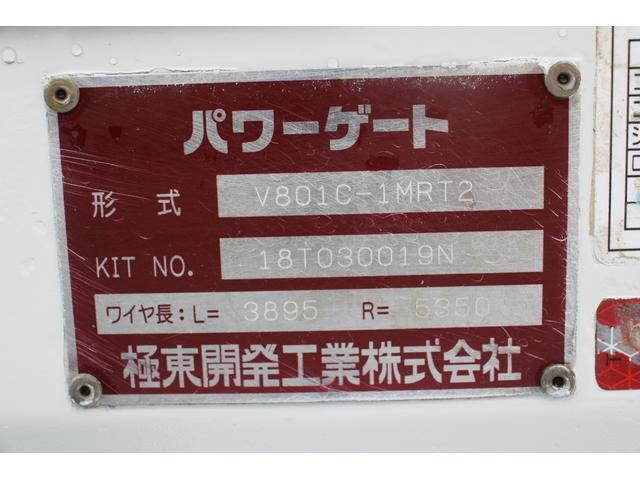 パワーゲート
形式 V801C-1MRT2
KIT NO. 18T030019N
ワイヤ長:L= 3895 R= 5350
極東開発工業株式会社